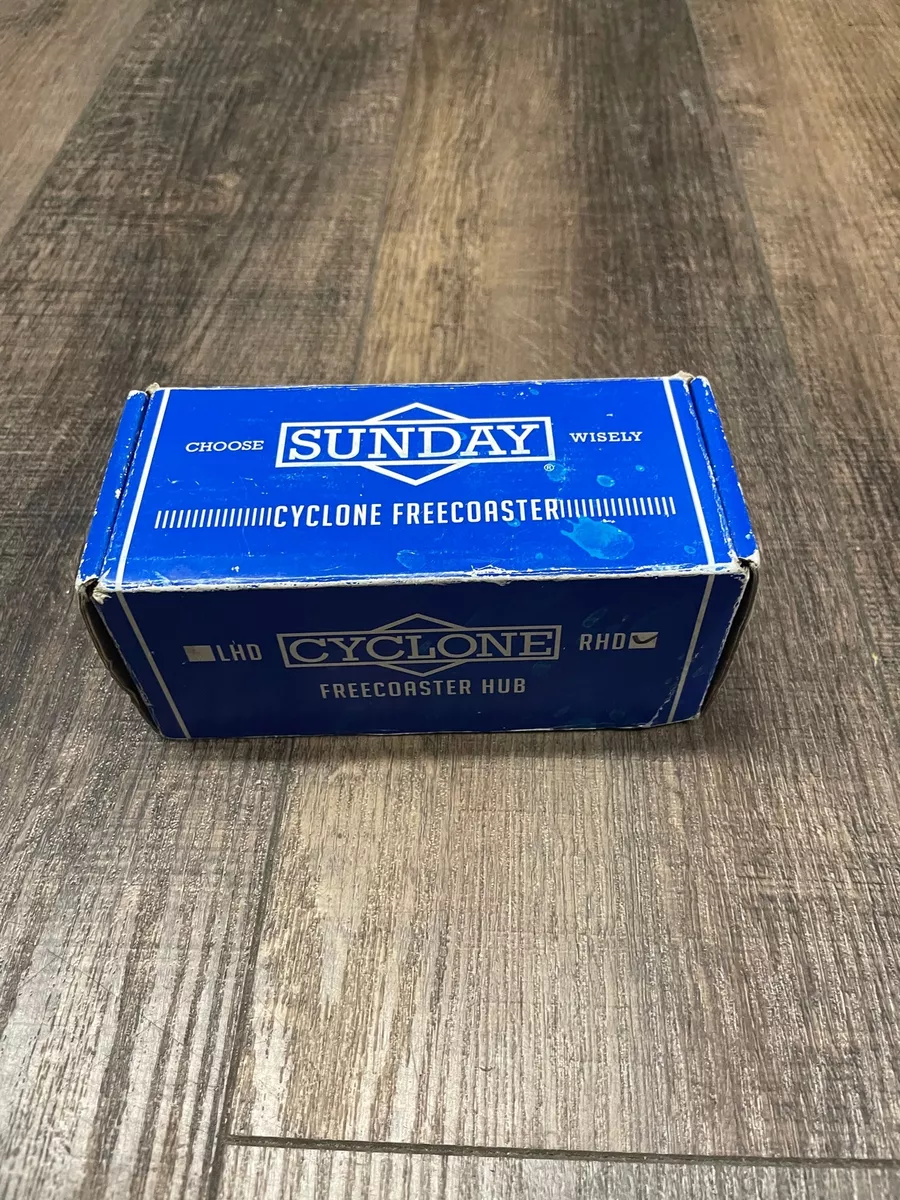 CHOOSE SUNDAY WISELY
®
CYCLONE FREECOASTER
LHD CYCLONE RHD
FREECOASTER HUB